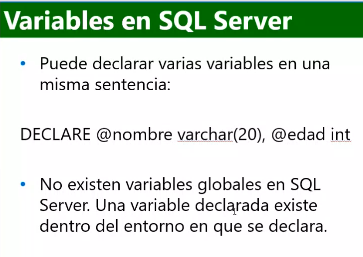 Variables en SQL Server
• Puede declarar varias variables en una
misma sentencia:
DECLARE @nombre varchar(20), @edad int
• No existen variables globales en SQL
Server. Una variable declarada existe
dentro del entorno en que se declara.